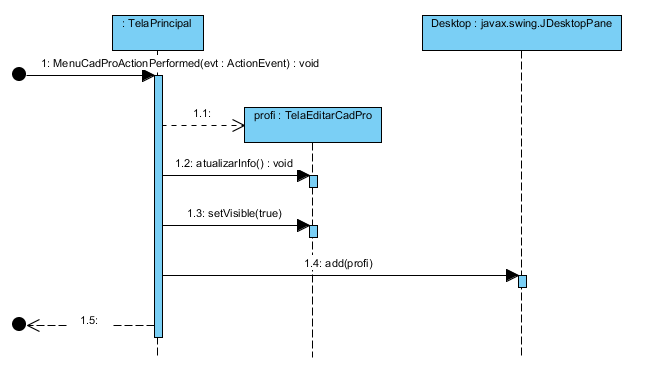 : TelaPrincipal
Desktop : javax.swing.JDesktopPane
1: MenuCadProActionPerformed(evt : ActionEvent) : void
1.1:
profi : TelaEditarCadPro
1.2: atualizarInfo() : void
1.3: setVisible(true)
1.4: add(profi)
1.5: